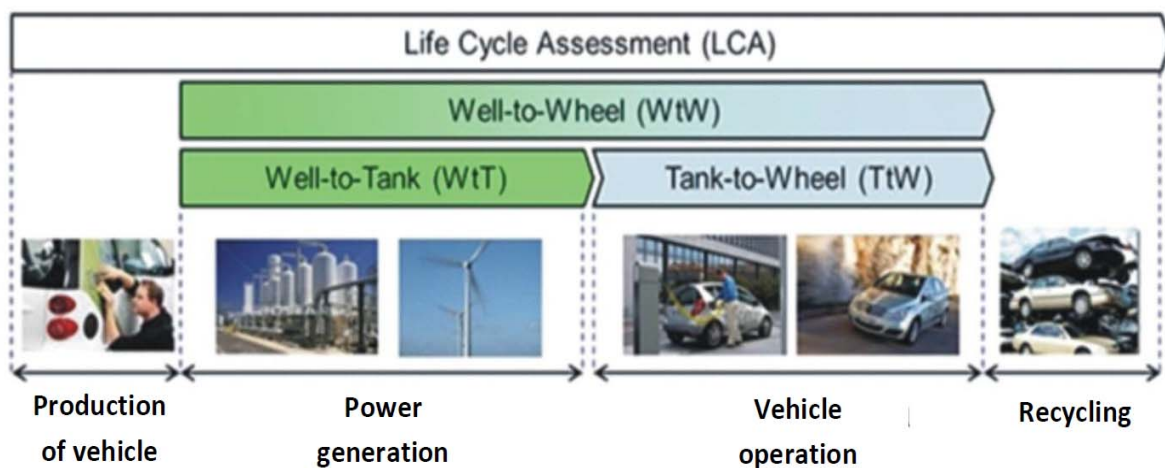 Life Cycle Assessment (LCA)
Well-to-Wheel (WtW)
Well-to-Tank (WtT)
Tank-to-Wheel (TtW)
Production
of vehicle
Power
generation
Vehicle
operation
Recycling